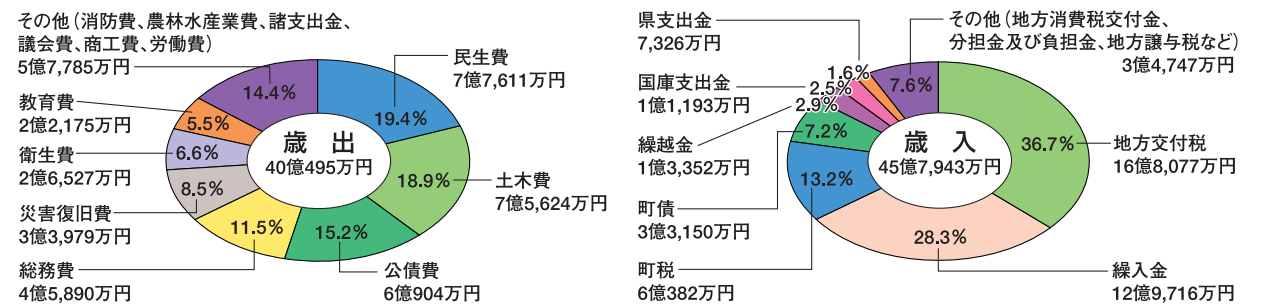 その他（消防費、農林水産業費、諸支出金、
議会費、商工費、労働費）
5億7,785万円
教育費
2億2,175万円
衛生費
2億6,527万円
災害復旧費
3億3,979万円
総務費
4億5,890万円
民生費
7億7,611万円
土木費
7億5,624万円
公債費
6億904万円
14.4%
19.4%
5.5%
6.6%
8.5%
11.5%
15.2%
18.9%
歳 出
40億495万円
県支出金
7,326万円
国庫支出金
1億1,193万円
繰越金
1億3,352万円
町債
3億3,150万円
町税
6億382万円
その他（地方消費税交付金、
分担金及び負担金、地方譲与税など）
3億4,747万円
地方交付税
16億8,077万円
繰入金
12億9,716万円
1.6%
2.5%
2.9%
7.2%
13.2%
7.6%
36.7%
28.3%
歳 入
45億7,943万円